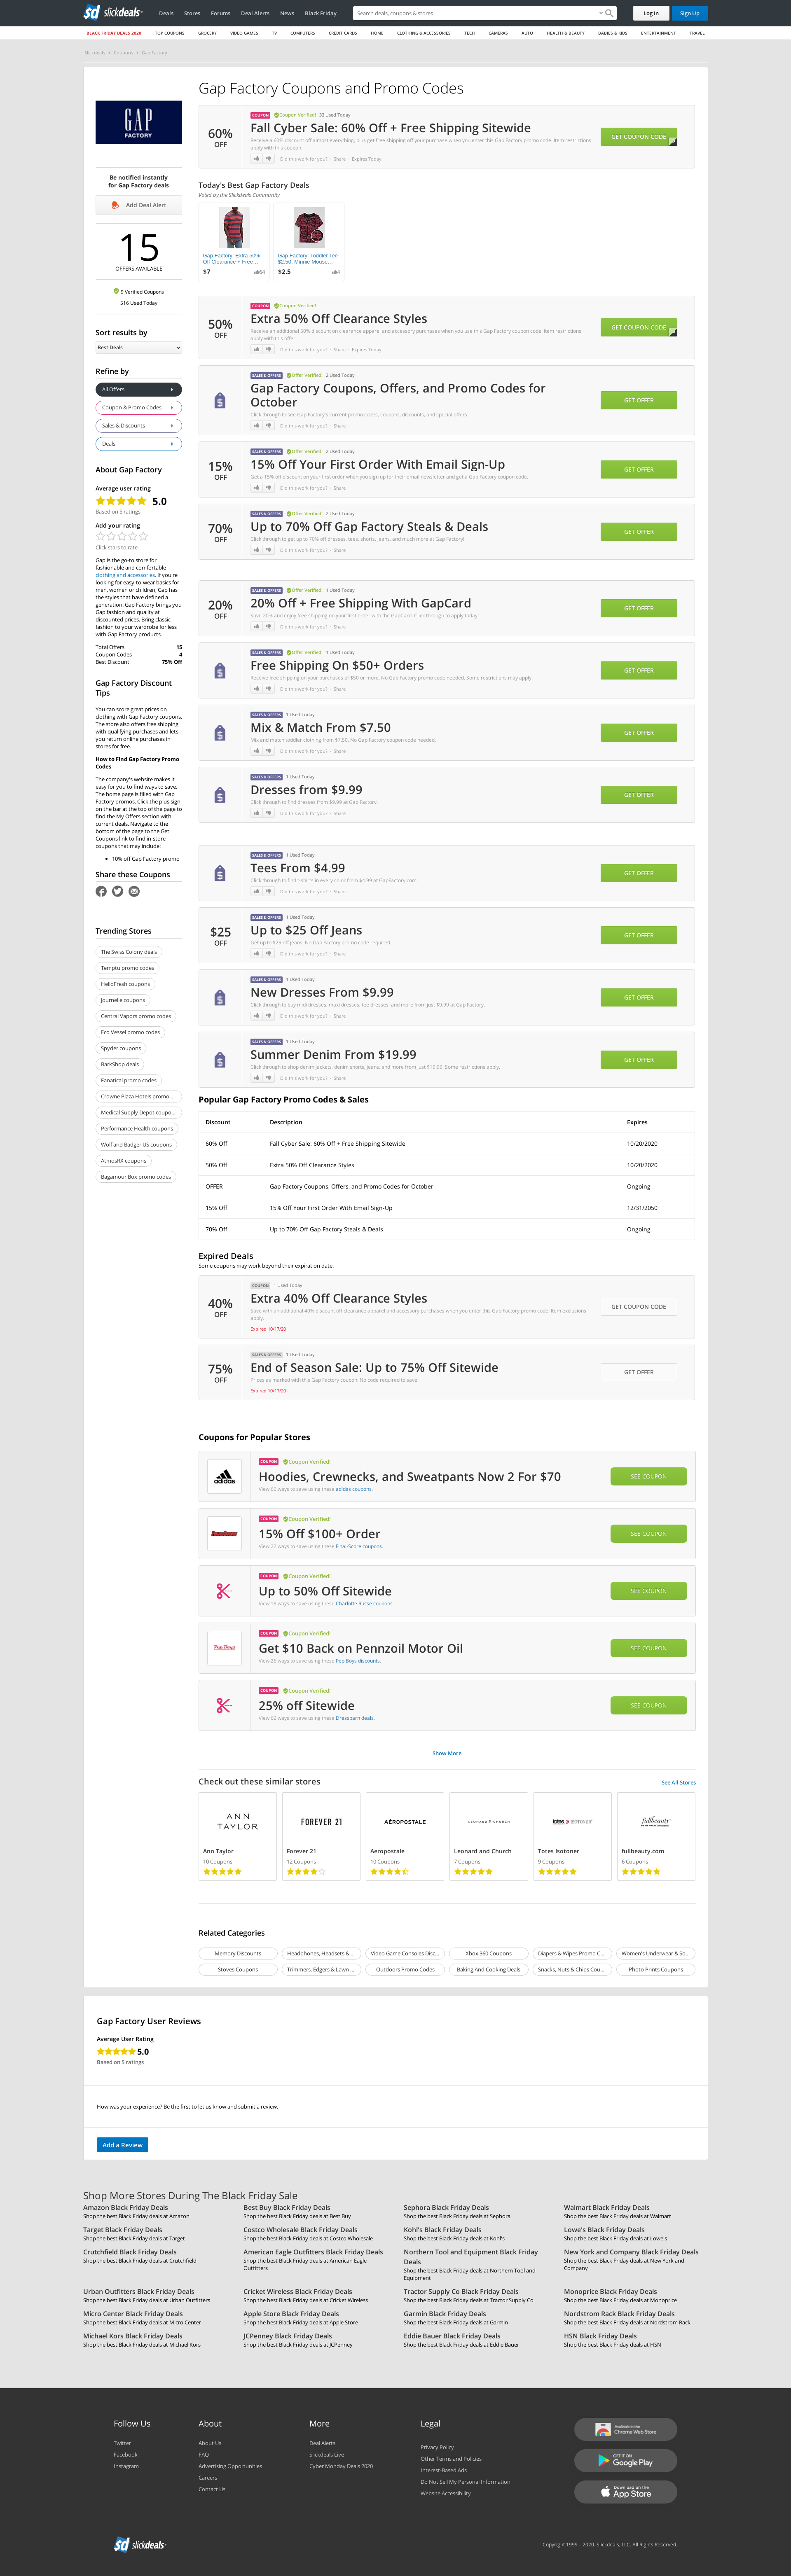 slickdeals
Deals
Stores
Forums
Deal Alerts
News
Black Friday
Search deals, coupons & stores
Log In
Sign Up
BLACK FRIDAY DEALS 2020
TOP COUPONS
GROCERY
VIDEO GAMES
TV
COMPUTERS
CREDIT CARDS
HOME
CLOTHING & ACCESSORIES
TECH
CAMERAS
AUTO
HEALTH & BEAUTY
BABIES & KIDS
ENTERTAINMENT
TRAVEL
Slickdeals › Coupons › Gap Factory
GAP
FACTORY
Be notified instantly
for Gap Factory deals
Add Deal Alert
15
OFFERS AVAILABLE
9 Verified Coupons
516 Used Today
Sort results by
Best Deals
Refine by
All Offers
Coupon & Promo Codes
Sales & Discounts
Deals
About Gap Factory
Average user rating
5.0
Based on 5 ratings
Add your rating
Click stars to rate
Gap is the go-to store for
fashionable and comfortable
clothing and accessories. If you're
looking for easy-to-wear basics for
men, women or children, Gap has
the styles that have defined a
generation. Gap Factory brings you
Gap fashion and quality at
discounted prices. Bring classic
fashion to your wardrobe for less
with Gap Factory products.
Total Offers 15
Coupon Codes 4
Best Discount 75% Off
Gap Factory Discount
Tips
You can score great prices on
clothing with Gap Factory coupons.
The store also offers free shipping
with qualifying purchases and lets
you return online purchases in
stores for free.
How to Find Gap Factory Promo
Codes
The company's website makes it
easy for you to find ways to save.
The home page is filled with Gap
Factory promos. Click the plus sign
on the bar at the top of the page to
find the My Offers section with
current deals. Navigate to the
bottom of the page to the Get
Coupons link to find in-store
coupons that may include:
• 10% off Gap Factory promo
Share these Coupons
Trending Stores
The Swiss Colony deals
Temptu promo codes
HelloFresh coupons
Journelle coupons
Central Vapors promo codes
Eco Vessel promo codes
Spyder coupons
BarkShop deals
Fanatical promo codes
Crowne Plaza Hotels promo ...
Medical Supply Depot coupo...
Performance Health coupons
Wolf and Badger US coupons
AtmosRX coupons
Bagamour Box promo codes
Gap Factory Coupons and Promo Codes
60%
OFF
COUPON Coupon Verified! 33 Used Today
Fall Cyber Sale: 60% Off + Free Shipping Sitewide
Receive a 60% discount off almost everything, plus get free shipping off your purchase when you enter this Gap Factory promo code. Item restrictions
apply with this coupon.
Did this work for you? · Share · Expires Today
GET COUPON CODE
Today's Best Gap Factory Deals
Voted by the Slickdeals Community
Gap Factory: Extra 50%
Off Clearance + Free...
$7
54
Gap Factory: Toddler Tee
$2.50, Minnie Mouse...
$2.5
4
50%
OFF
COUPON Coupon Verified!
Extra 50% Off Clearance Styles
Receive an additional 50% discount on clearance apparel and accessory purchases when you use this Gap Factory coupon code. Item restrictions
apply with this offer.
Did this work for you? · Share · Expires Today
GET COUPON CODE
SALES & OFFERS Offer Verified! 2 Used Today
Gap Factory Coupons, Offers, and Promo Codes for
October
Click through to see Gap Factory's current promo codes, coupons, discounts, and special offers.
Did this work for you? · Share
GET OFFER
15%
OFF
SALES & OFFERS Offer Verified! 2 Used Today
15% Off Your First Order With Email Sign-Up
Get a 15% off discount on your first order when you sign up for their email newsletter and get a Gap Factory coupon code.
Did this work for you? · Share
GET OFFER
70%
OFF
SALES & OFFERS Offer Verified! 2 Used Today
Up to 70% Off Gap Factory Steals & Deals
Click through to get up to 70% off dresses, tees, shorts, jeans, and much more at Gap Factory!
Did this work for you? · Share
GET OFFER
20%
OFF
SALES & OFFERS Offer Verified! 1 Used Today
20% Off + Free Shipping With GapCard
Save 20% and enjoy free shipping on your first order with the GapCard. Click through to apply today!
Did this work for you? · Share
GET OFFER
SALES & OFFERS Offer Verified! 1 Used Today
Free Shipping On $50+ Orders
Receive free shipping on your purchases of $50 or more. No Gap Factory promo code needed. Some restrictions may apply.
Did this work for you? · Share
GET OFFER
SALES & OFFERS 1 Used Today
Mix & Match From $7.50
Mix and match toddler clothing from $7.50. No Gap Factory coupon code needed.
Did this work for you? · Share
GET OFFER
SALES & OFFERS 1 Used Today
Dresses from $9.99
Click through to find dresses from $9.99 at Gap Factory.
Did this work for you? · Share
GET OFFER
SALES & OFFERS 1 Used Today
Tees From $4.99
Click through to find t-shirts in every color from $4.99 at GapFactory.com.
Did this work for you? · Share
GET OFFER
$25
OFF
SALES & OFFERS 1 Used Today
Up to $25 Off Jeans
Get up to $25 off jeans. No Gap Factory promo code required.
Did this work for you? · Share
GET OFFER
SALES & OFFERS 1 Used Today
New Dresses From $9.99
Click through to buy midi dresses, maxi dresses, tee dresses, and more from just $9.99 at Gap Factory.
Did this work for you? · Share
GET OFFER
SALES & OFFERS 1 Used Today
Summer Denim From $19.99
Click through to shop denim jackets, denim shorts, jeans, and more from just $19.99. Some restrictions apply.
Did this work for you? · Share
GET OFFER
Popular Gap Factory Promo Codes & Sales
Discount Description Expires
60% Off Fall Cyber Sale: 60% Off + Free Shipping Sitewide 10/20/2020
50% Off Extra 50% Off Clearance Styles 10/20/2020
OFFER Gap Factory Coupons, Offers, and Promo Codes for October Ongoing
15% Off 15% Off Your First Order With Email Sign-Up 12/31/2050
70% Off Up to 70% Off Gap Factory Steals & Deals Ongoing
Expired Deals
Some coupons may work beyond their expiration date.
40%
OFF
COUPON 1 Used Today
Extra 40% Off Clearance Styles
Save with an additional 40% discount off clearance apparel and accessory purchases when you enter this Gap Factory promo code. Item exclusions
apply.
Expired 10/17/20
GET COUPON CODE
75%
OFF
SALES & OFFERS 1 Used Today
End of Season Sale: Up to 75% Off Sitewide
Prices as marked with this Gap Factory coupon. No code required to save.
Expired 10/17/20
GET OFFER
Coupons for Popular Stores
adidas
COUPON Coupon Verified!
Hoodies, Crewnecks, and Sweatpants Now 2 For $70
View 66 ways to save using these adidas coupons.
SEE COUPON
COUPON Coupon Verified!
15% Off $100+ Order
View 22 ways to save using these Final-Score coupons.
SEE COUPON
COUPON Coupon Verified!
Up to 50% Off Sitewide
View 18 ways to save using these Charlotte Russe coupons.
SEE COUPON
Pep Boys
COUPON Coupon Verified!
Get $10 Back on Pennzoil Motor Oil
View 26 ways to save using these Pep Boys discounts.
SEE COUPON
COUPON Coupon Verified!
25% off Sitewide
View 62 ways to save using these Dressbarn deals.
SEE COUPON
Show More
Check out these similar stores
See All Stores
ANN
TAYLOR
Ann Taylor
10 Coupons
FOREVER 21
Forever 21
12 Coupons
AÉROPOSTALE
Aeropostale
10 Coupons
LEONARD & CHURCH
Leonard and Church
7 Coupons
totes ISOTONER
Totes Isotoner
9 Coupons
fullbeauty
fullbeauty.com
6 Coupons
Related Categories
Memory Discounts
Headphones, Headsets & ...
Video Game Consoles Disc...
Xbox 360 Coupons
Diapers & Wipes Promo C...
Women's Underwear & So...
Stoves Coupons
Trimmers, Edgers & Lawn ...
Outdoors Promo Codes
Baking And Cooking Deals
Snacks, Nuts & Chips Cou...
Photo Prints Coupons
Gap Factory User Reviews
Average User Rating
5.0
Based on 5 ratings
How was your experience? Be the first to let us know and submit a review.
Add a Review
Shop More Stores During The Black Friday Sale
Amazon Black Friday Deals
Shop the best Black Friday deals at Amazon
Best Buy Black Friday Deals
Shop the best Black Friday deals at Best Buy
Sephora Black Friday Deals
Shop the best Black Friday deals at Sephora
Walmart Black Friday Deals
Shop the best Black Friday deals at Walmart
Target Black Friday Deals
Shop the best Black Friday deals at Target
Costco Wholesale Black Friday Deals
Shop the best Black Friday deals at Costco Wholesale
Kohl's Black Friday Deals
Shop the best Black Friday deals at Kohl's
Lowe's Black Friday Deals
Shop the best Black Friday deals at Lowe's
Crutchfield Black Friday Deals
Shop the best Black Friday deals at Crutchfield
American Eagle Outfitters Black Friday Deals
Shop the best Black Friday deals at American Eagle
Outfitters
Northern Tool and Equipment Black Friday
Deals
Shop the best Black Friday deals at Northern Tool and
Equipment
New York and Company Black Friday Deals
Shop the best Black Friday deals at New York and
Company
Urban Outfitters Black Friday Deals
Shop the best Black Friday deals at Urban Outfitters
Cricket Wireless Black Friday Deals
Shop the best Black Friday deals at Cricket Wireless
Tractor Supply Co Black Friday Deals
Shop the best Black Friday deals at Tractor Supply Co
Monoprice Black Friday Deals
Shop the best Black Friday deals at Monoprice
Micro Center Black Friday Deals
Shop the best Black Friday deals at Micro Center
Apple Store Black Friday Deals
Shop the best Black Friday deals at Apple Store
Garmin Black Friday Deals
Shop the best Black Friday deals at Garmin
Nordstrom Rack Black Friday Deals
Shop the best Black Friday deals at Nordstrom Rack
Michael Kors Black Friday Deals
Shop the best Black Friday deals at Michael Kors
JCPenney Black Friday Deals
Shop the best Black Friday deals at JCPenney
Eddie Bauer Black Friday Deals
Shop the best Black Friday deals at Eddie Bauer
HSN Black Friday Deals
Shop the best Black Friday deals at HSN
Follow Us
Twitter
Facebook
Instagram
About
About Us
FAQ
Advertising Opportunities
Careers
Contact Us
More
Deal Alerts
Slickdeals Live
Cyber Monday Deals 2020
Legal
Privacy Policy
Other Terms and Policies
Interest-Based Ads
Do Not Sell My Personal Information
Website Accessibility
Available in the
Chrome Web Store
GET IT ON
Google Play
Download on the
App Store
slickdeals
Copyright 1999 – 2020. Slickdeals, LLC. All Rights Reserved.